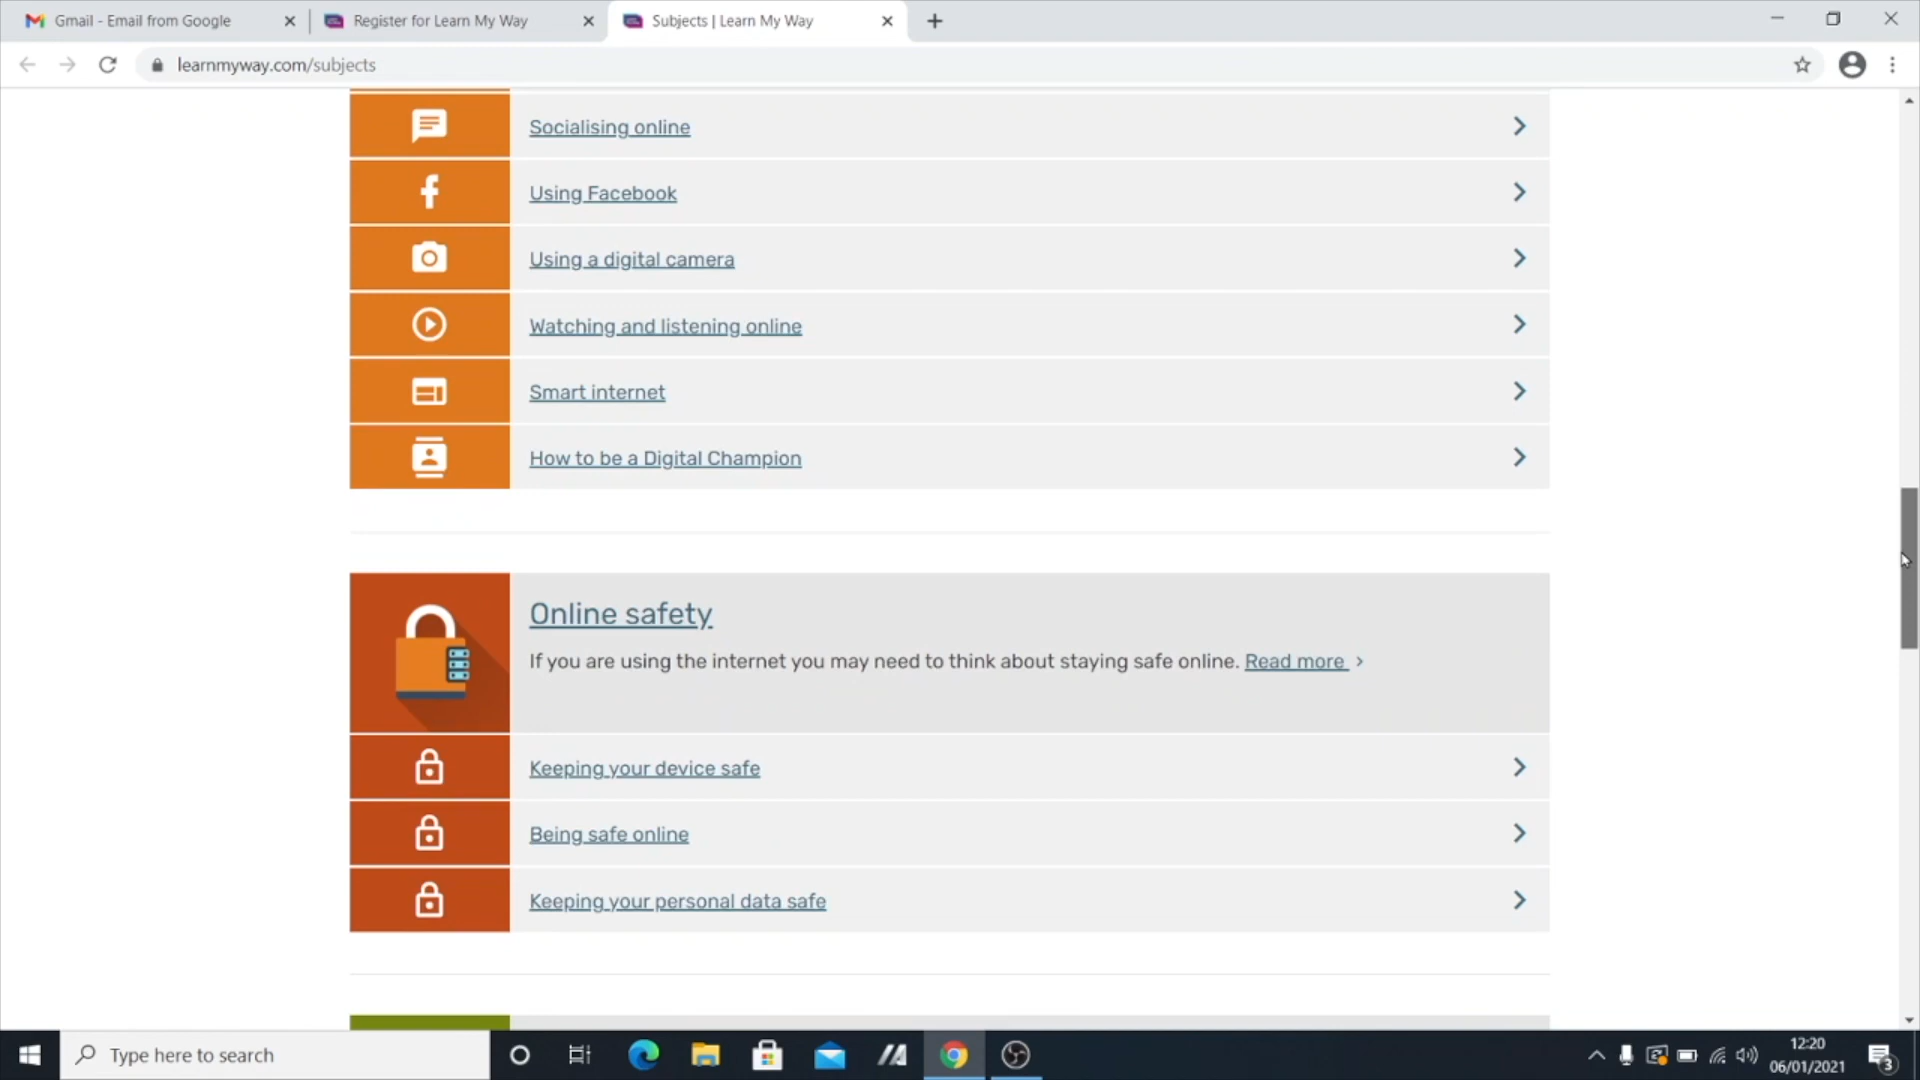 Gmail - Email from Google
Register for Learn My Way
Subjects | Learn My Way
learnmyway.com/subjects
Socialising online
Using Facebook
Using a digital camera
Watching and listening online
Smart internet
How to be a Digital Champion
Online safety
If you are using the internet you may need to think about staying safe online. Read more
Keeping your device safe
Being safe online
Keeping your personal data safe
Type here to search
12:20
06/01/2021
3